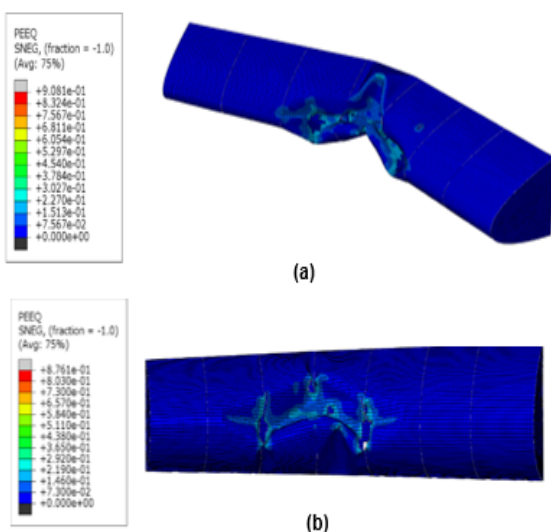 PEEQ
SNEG, (fraction = -1.0)
(Avg: 75%)
+9.081e-01
+8.324e-01
+7.567e-01
+6.811e-01
+6.054e-01
+5.297e-01
+4.540e-01
+3.784e-01
+3.027e-01
+2.270e-01
+1.513e-01
+7.567e-02
+0.000e+00
(a)
PEEQ
SNEG, (fraction = -1.0)
(Avg: 75%)
+8.761e-01
+8.030e-01
+7.300e-01
+6.570e-01
+5.840e-01
+5.110e-01
+4.380e-01
+3.650e-01
+2.920e-01
+2.190e-01
+1.460e-01
+7.300e-02
+0.000e+00
(b)